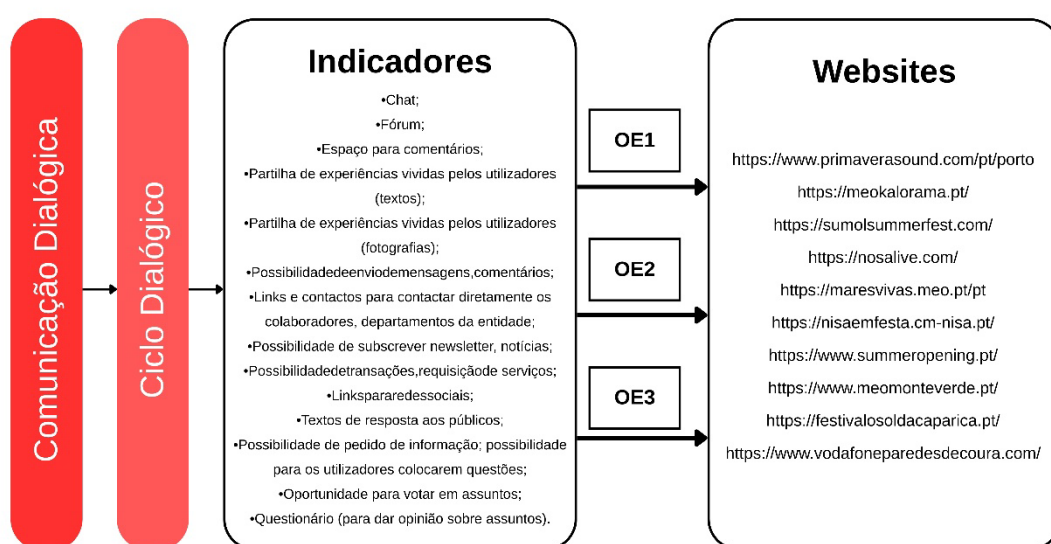 Comunicação Dialógica
Ciclo Dialógico
Indicadores
•Chat;
•Fórum;
•Espaço para comentários;
•Partilha de experiências vividas pelos utilizadores
(textos);
•Partilha de experiências vividas pelos utilizadores
(fotografias);
•Possibilidadedeenviodemensagens,comentários;
•Links e contactos para contactar diretamente os
colaboradores, departamentos da entidade;
•Possibilidade de subscrever newsletter, notícias;
•Possibilidadedetransações,requisiçãode serviços;
•Linkspararedessociais;
•Textos de resposta aos públicos;
•Possibilidade de pedido de informação; possibilidade
para os utilizadores colocarem questões;
•Oportunidade para votar em assuntos;
•Questionário (para dar opinião sobre assuntos).
OE1
OE2
OE3
Websites
https://www.primaverasound.com/pt/porto
https://meokalorama.pt/
https://sumolsummerfest.com/
https://nosalive.com/
https://maresvivas.meo.pt/pt
https://nisaemfesta.cm-nisa.pt/
https://www.summeropening.pt/
https://www.meomonteverde.pt/
https://festivalosoldacaparica.pt/
https://www.vodafoneparedesdecoura.com/